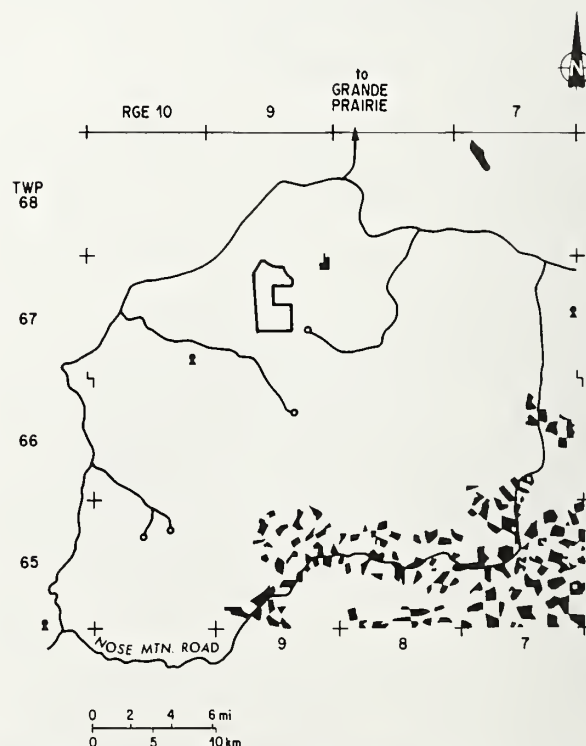 N
to
GRANDE
PRAIRIE
RGE 10 9 7
TWP
68
67
66
65
NOSE MTN. ROAD
9 8 7
0 2 4 6 mi
0 5 10 km